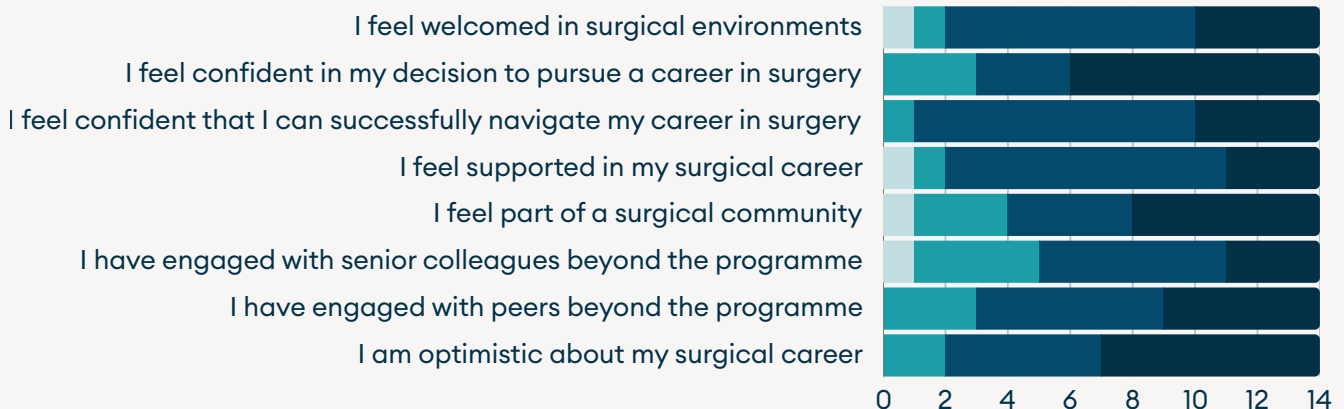 I feel welcomed in surgical environments
I feel confident in my decision to pursue a career in surgery
I feel confident that I can successfully navigate my career in surgery
I feel supported in my surgical career
I feel part of a surgical community
I have engaged with senior colleagues beyond the programme
I have engaged with peers beyond the programme
I am optimistic about my surgical career
0 2 4 6 8 10 12 14